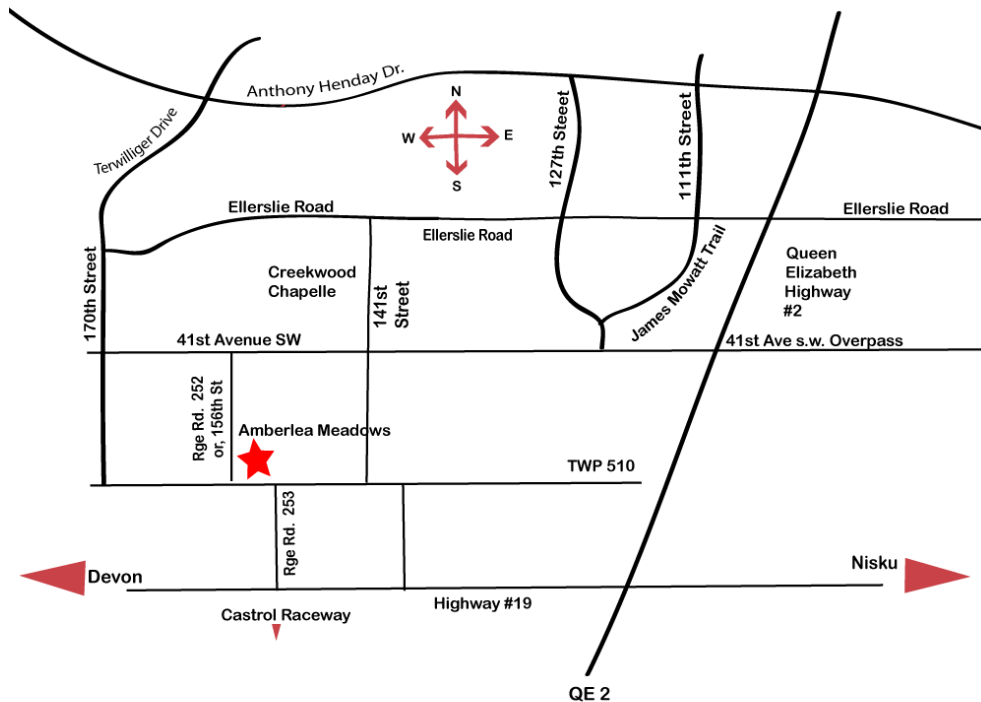 Anthony Henday Dr.
Terwilliger Drive
N
W
E
S
127th Steeet
111th Street
Ellerslie Road
Ellerslie Road
Ellerslie Road
170th Street
Creekwood
Chapelle
141st
Street
James Mowatt Trail
Queen
Elizabeth
Highway
#2
41st Avenue SW
41st Ave s.w. Overpass
Rge Rd. 252
or, 156th St
Amberlea Meadows
TWP 510
Rge Rd. 253
Devon
Nisku
Highway #19
Castrol Raceway
QE 2